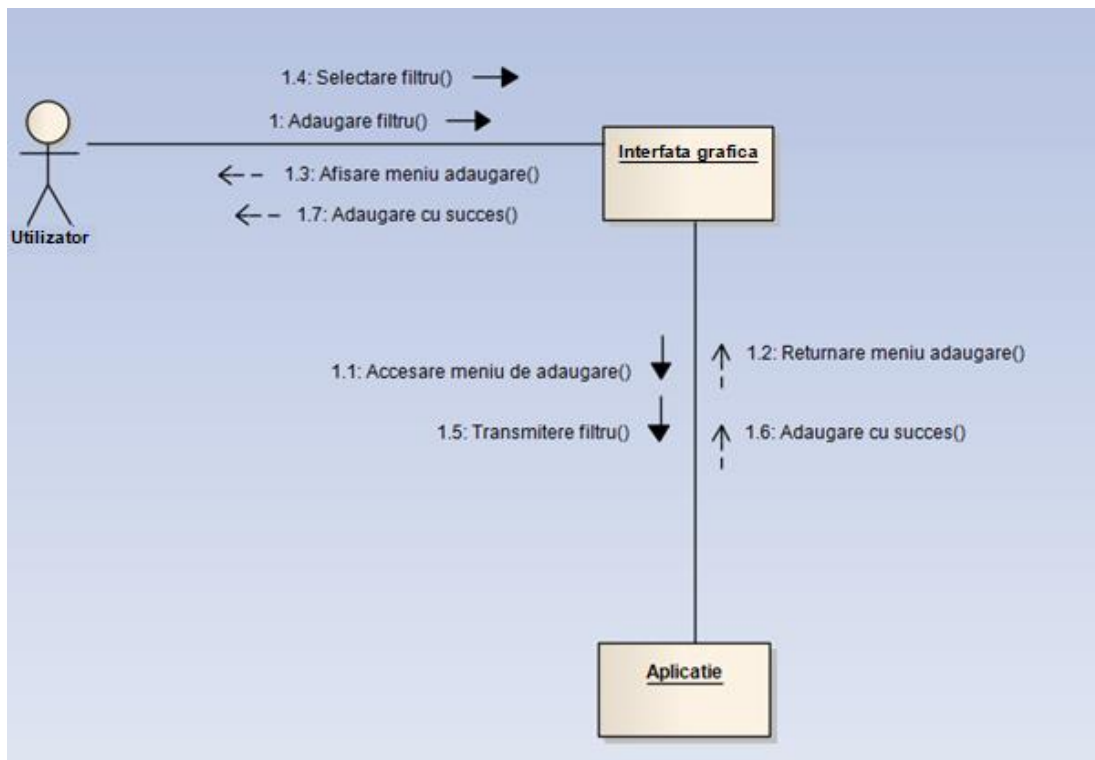 1.4: Selectare filtru()
1: Adaugare filtru()
Interfata grafica
1.3: Afisare meniu adaugare()
1.7: Adaugare cu succes()
Utilizator
1.2: Returnare meniu adaugare()
1.1: Accesare meniu de adaugare()
1.5: Transmitere filtru()
1.6: Adaugare cu succes()
Aplicatie